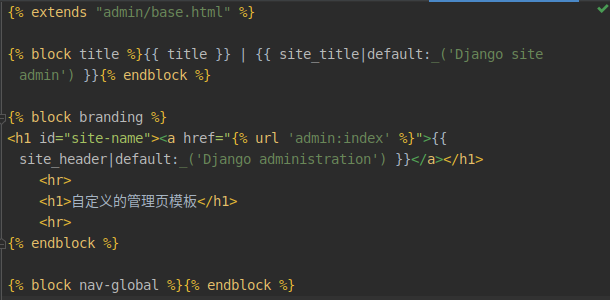 {% extends "admin/base.html" %}
{% block title %}{{ title }} | {{ site_title|default:_('Django site
admin') }}{% endblock %}
{% block branding %}
<h1 id="site-name"><a href="{% url 'admin:index' %}">{{
site_header|default:_('Django administration') }}</a></h1>
<hr>
<h1>自定义的管理页模板</h1>
<hr>
{% endblock %}
{% block nav-global %}{% endblock %}